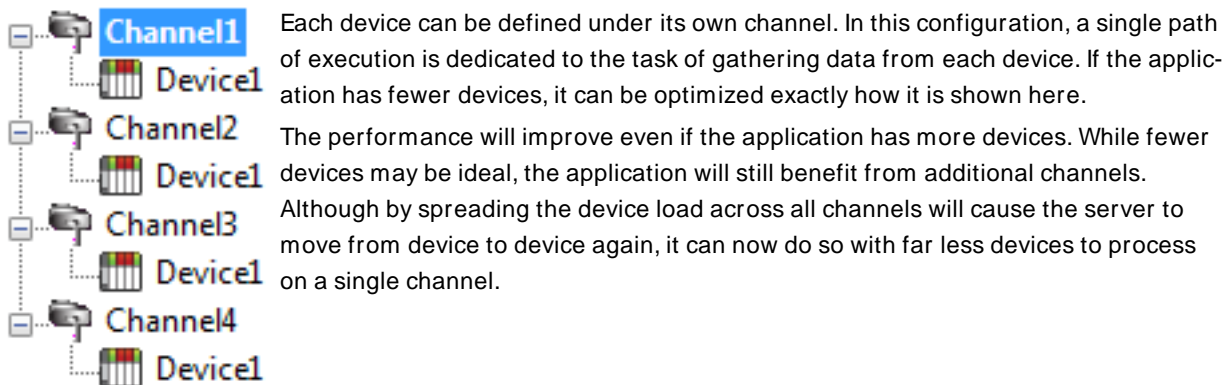 Channel1
Device1
Channel2
Device1
Channel3
Device1
Channel4
Device1
Each device can be defined under its own channel. In this configuration, a single path
of execution is dedicated to the task of gathering data from each device. If the applic-
ation has fewer devices, it can be optimized exactly how it is shown here.
The performance will improve even if the application has more devices. While fewer
devices may be ideal, the application will still benefit from additional channels.
Although by spreading the device load across all channels will cause the server to
move from device to device again, it can now do so with far less devices to process
on a single channel.